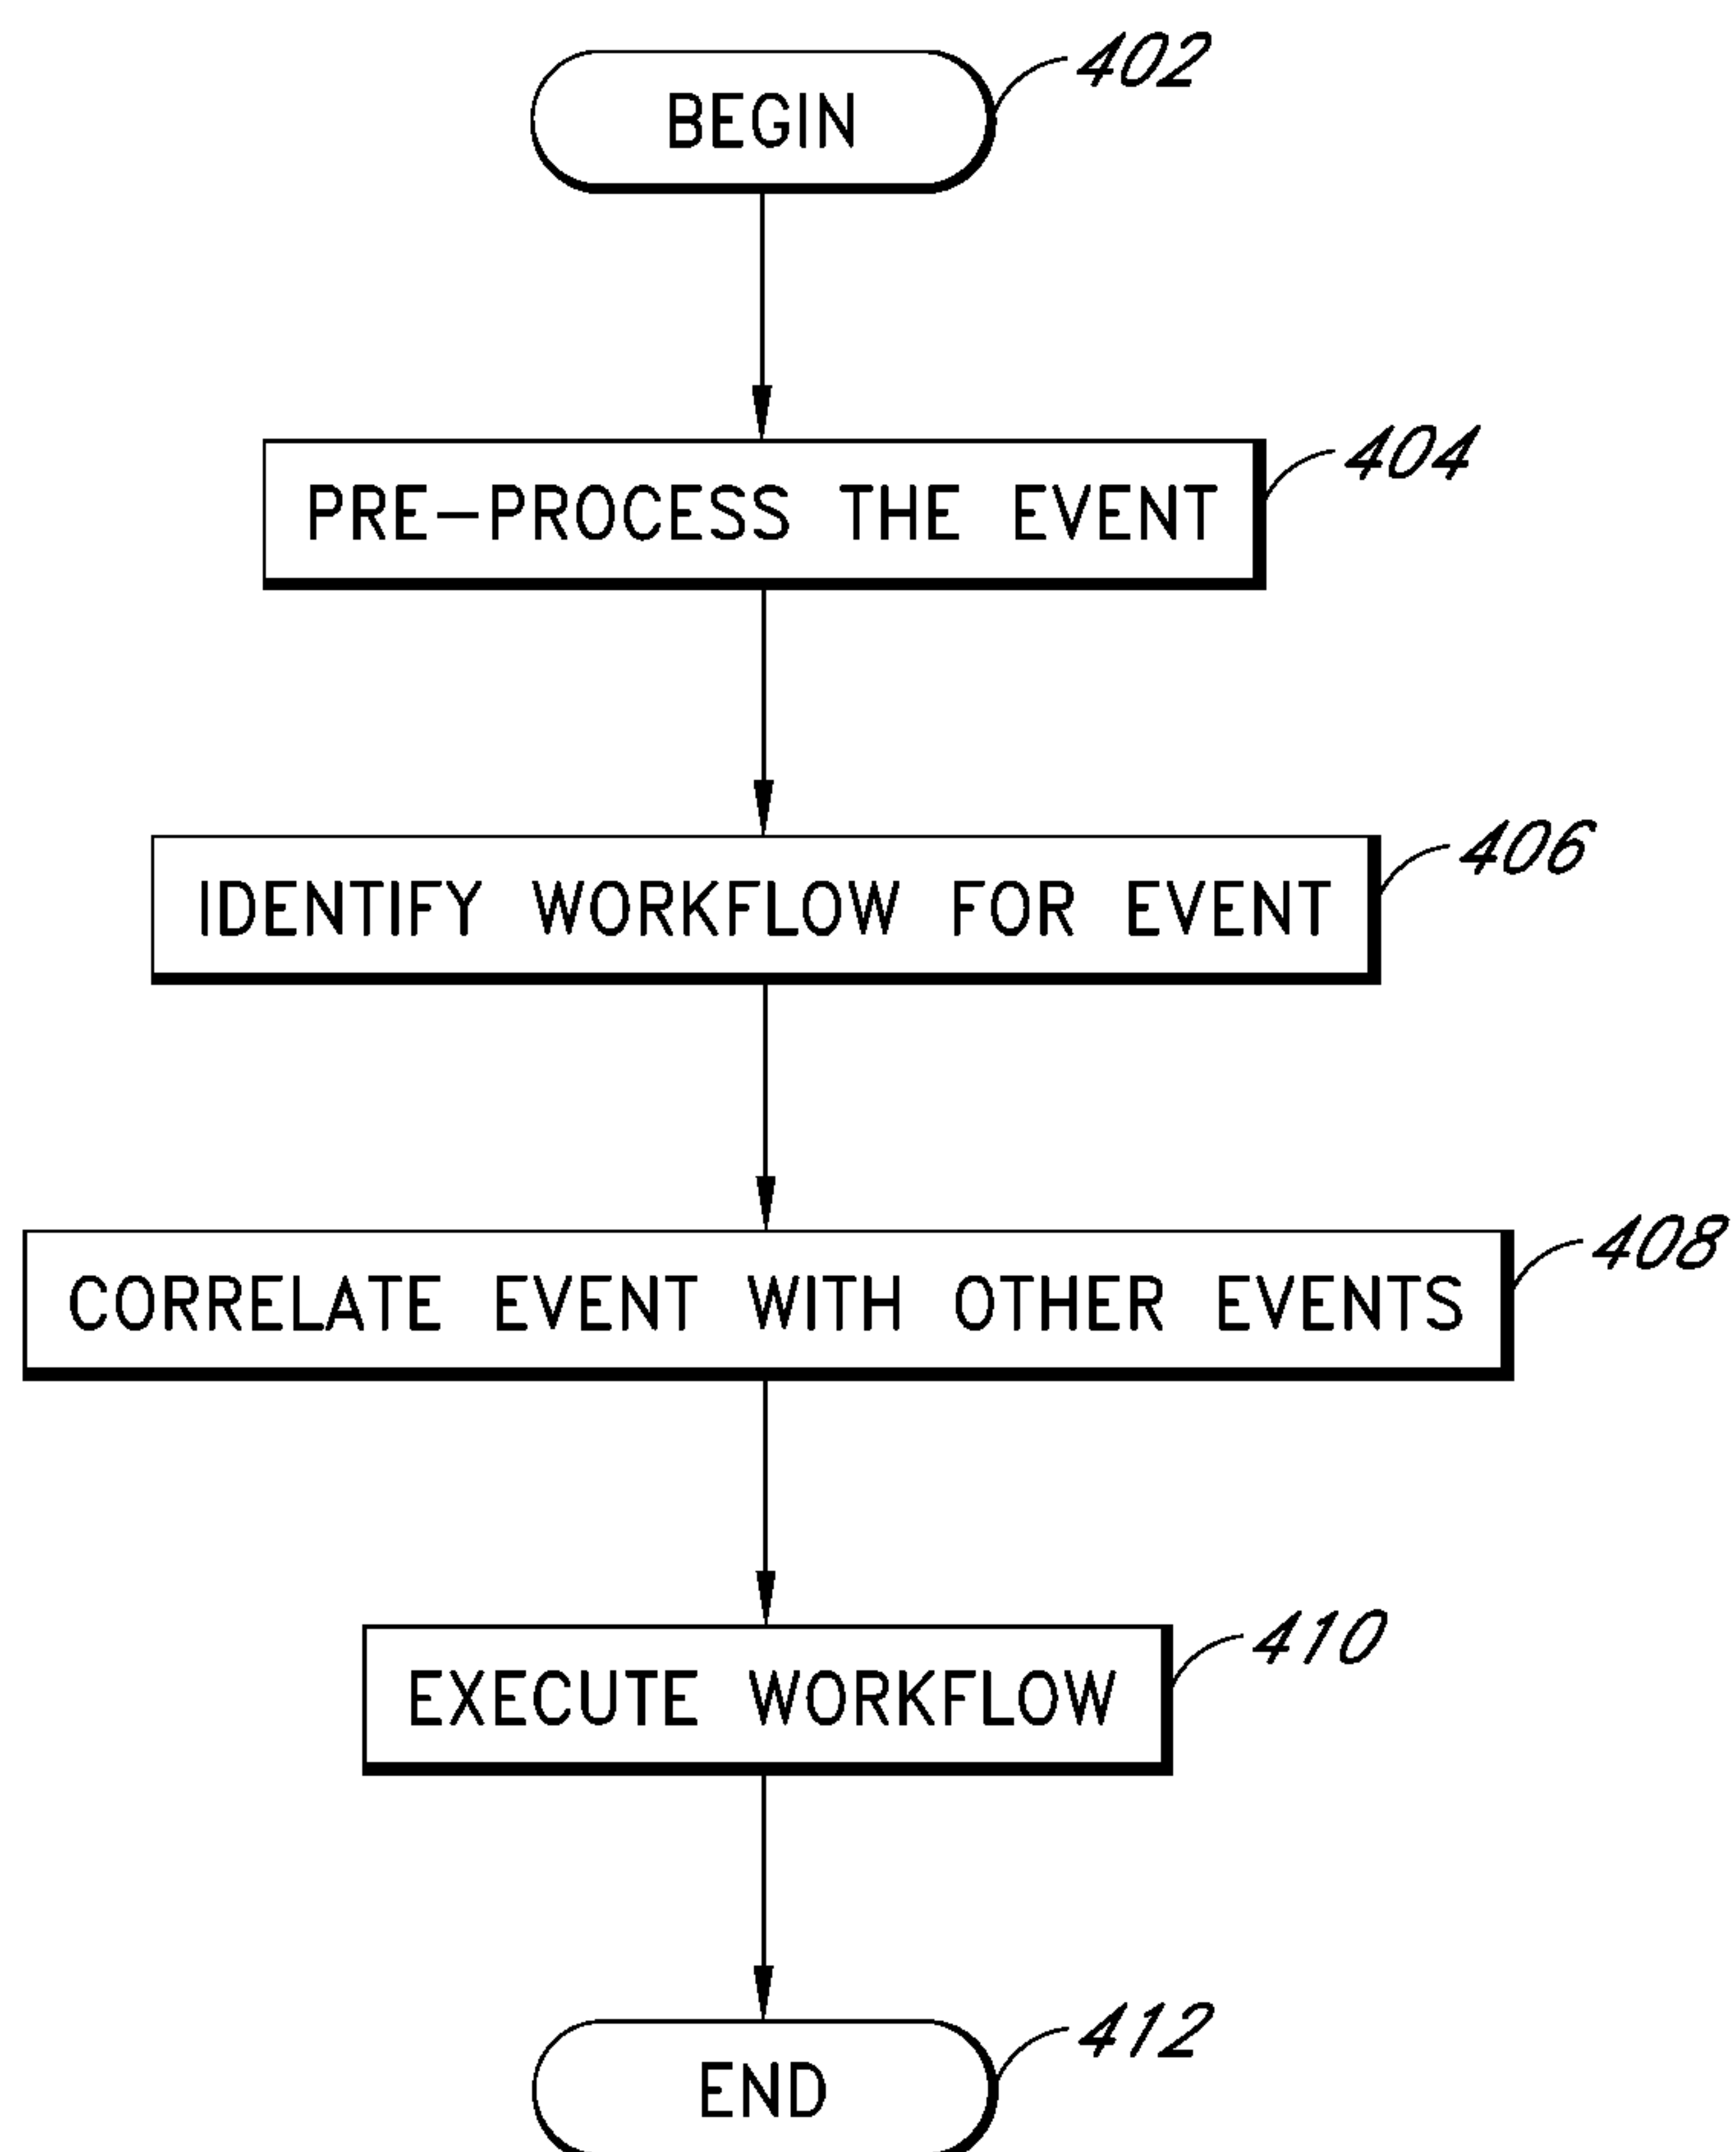 402
BEGIN
404
PRE-PROCESS THE EVENT
406
IDENTIFY WORKFLOW FOR EVENT
408
CORRELATE EVENT WITH OTHER EVENTS
410
EXECUTE WORKFLOW
412
END